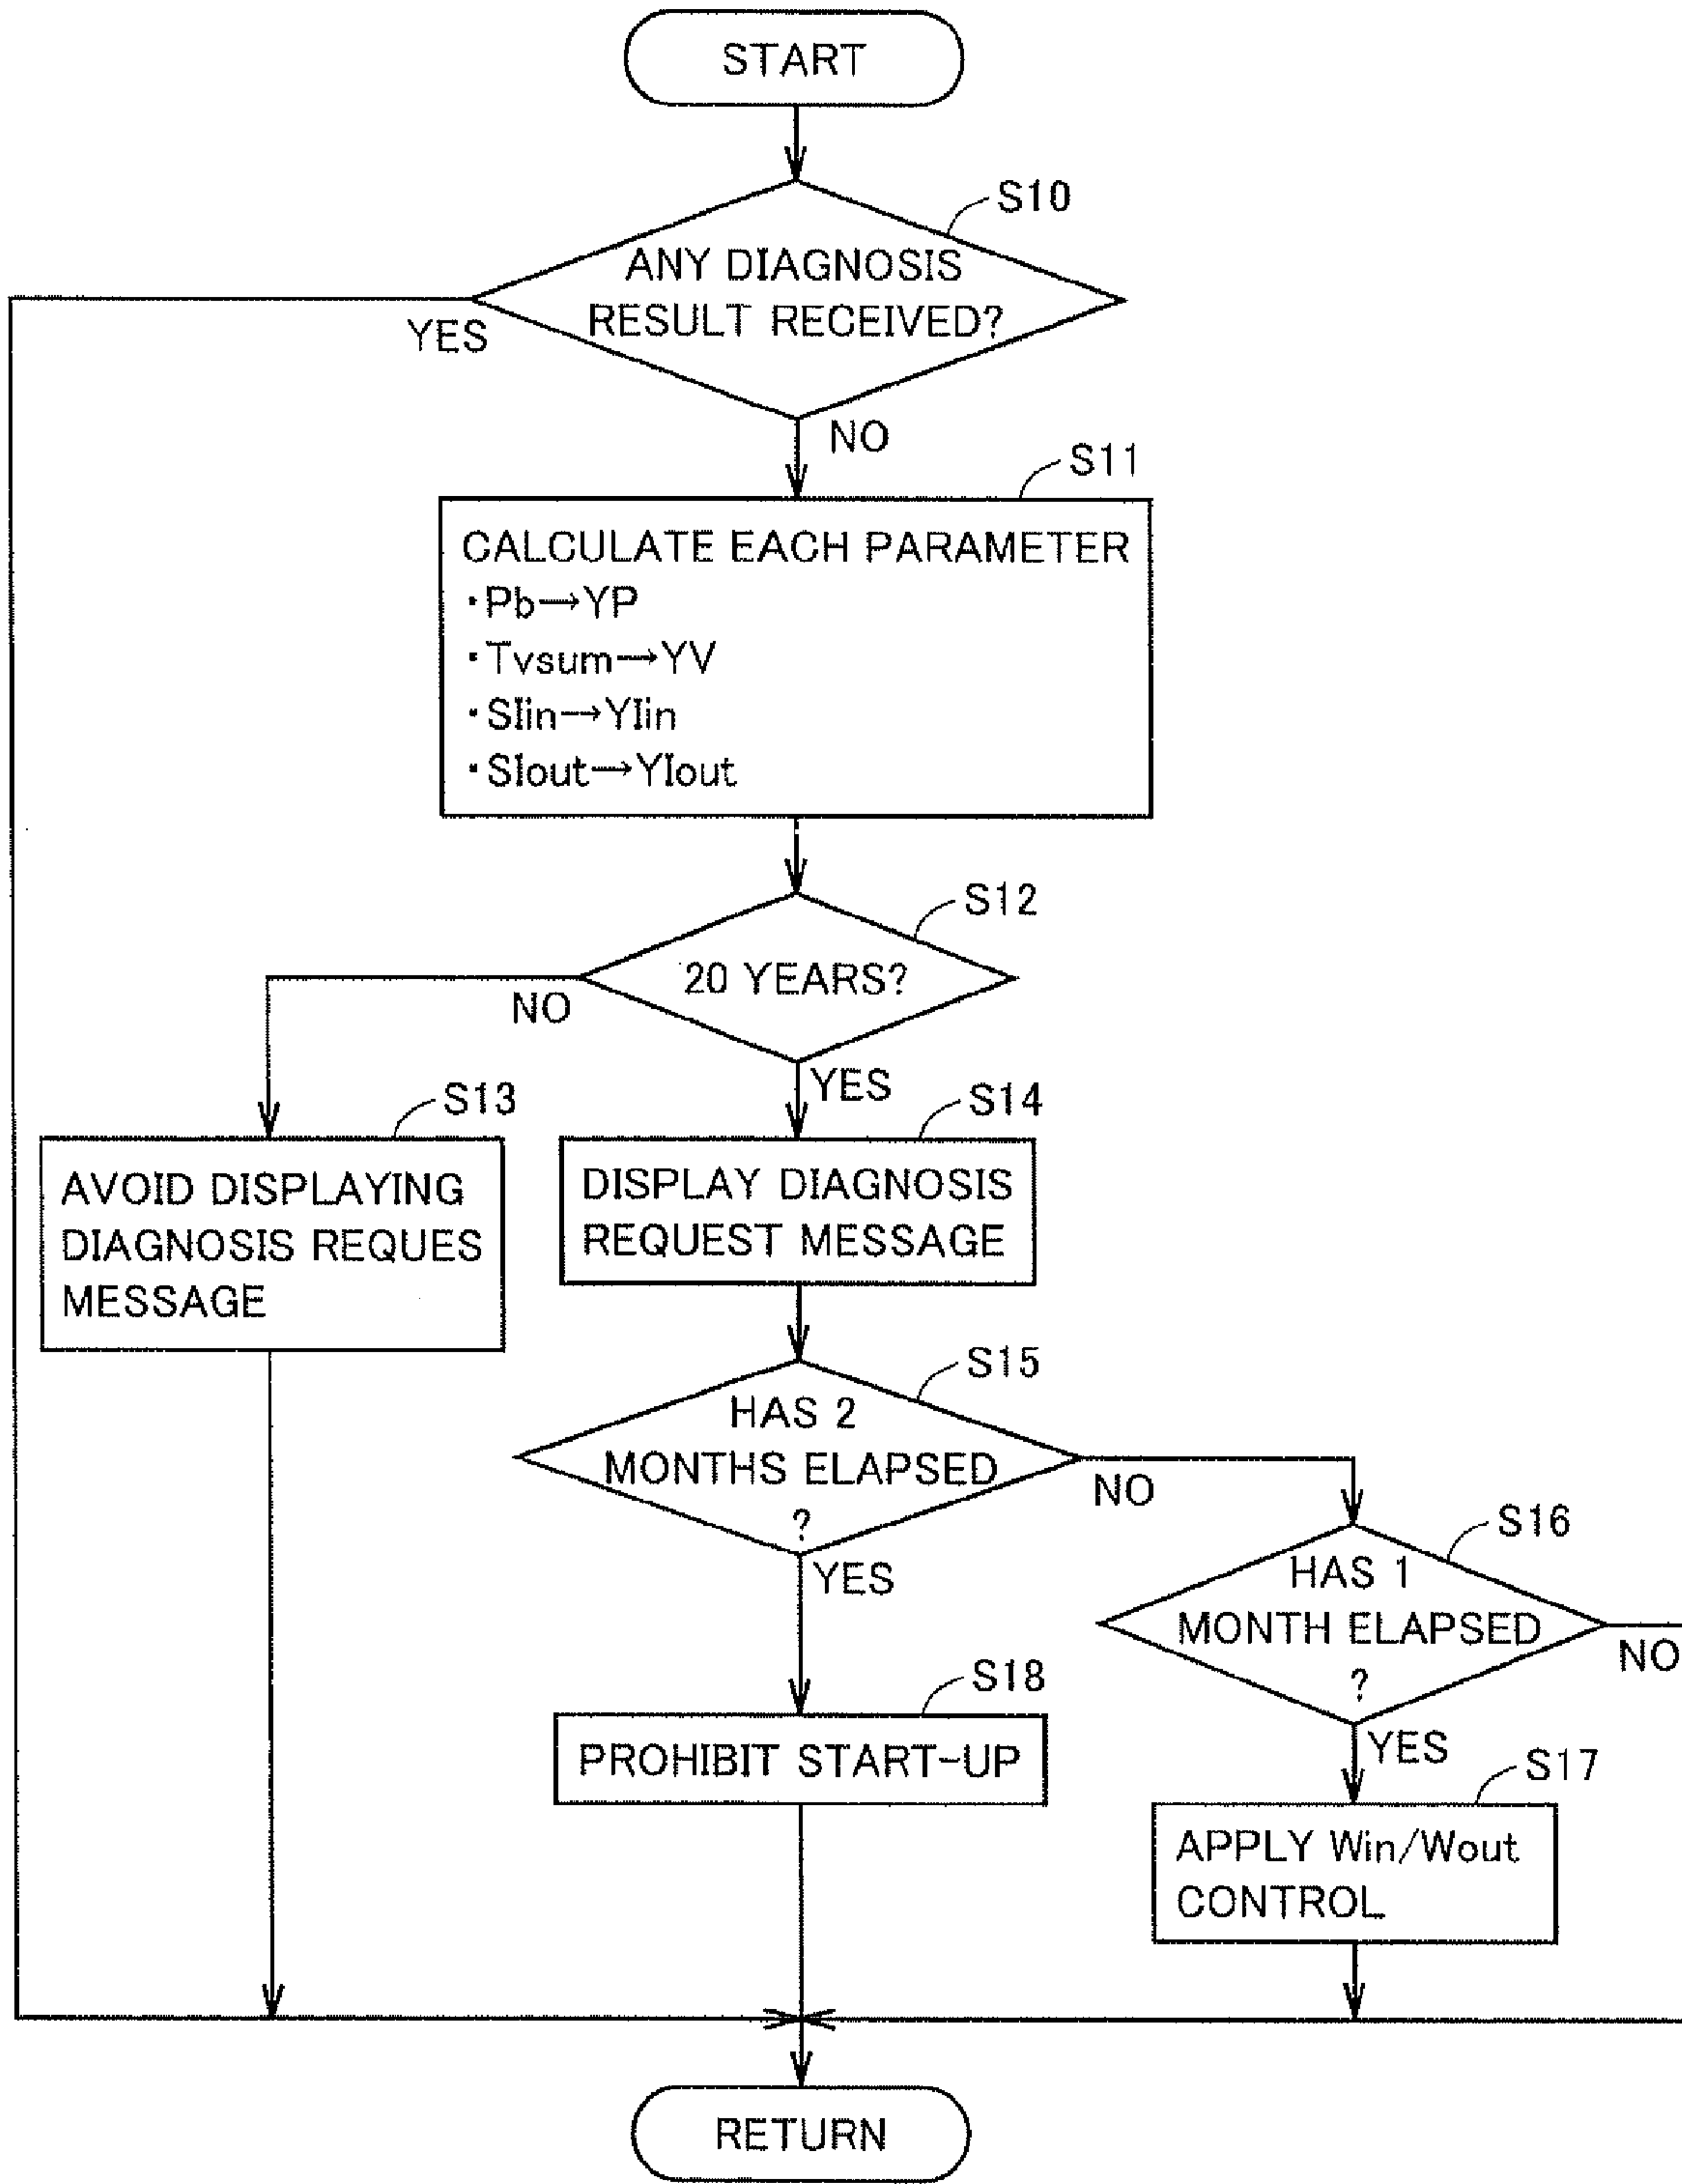 START
S10
ANY DIAGNOSIS
RESULT RECEIVED?
YES
NO
S11
CALCULATE EACH PARAMETER
・Pb→YP
・Tvsum→YV
・SIin→YIin
・SIout→YIout
S12
20 YEARS?
NO
YES
S13
AVOID DISPLAYING
DIAGNOSIS REQUES
MESSAGE
S14
DISPLAY DIAGNOSIS
REQUEST MESSAGE
S15
HAS 2
MONTHS ELAPSED
?
NO
YES
S16
HAS 1
MONTH ELAPSED
?
NO
YES
S18
PROHIBIT START-UP
S17
APPLY Win/Wout
CONTROL
RETURN